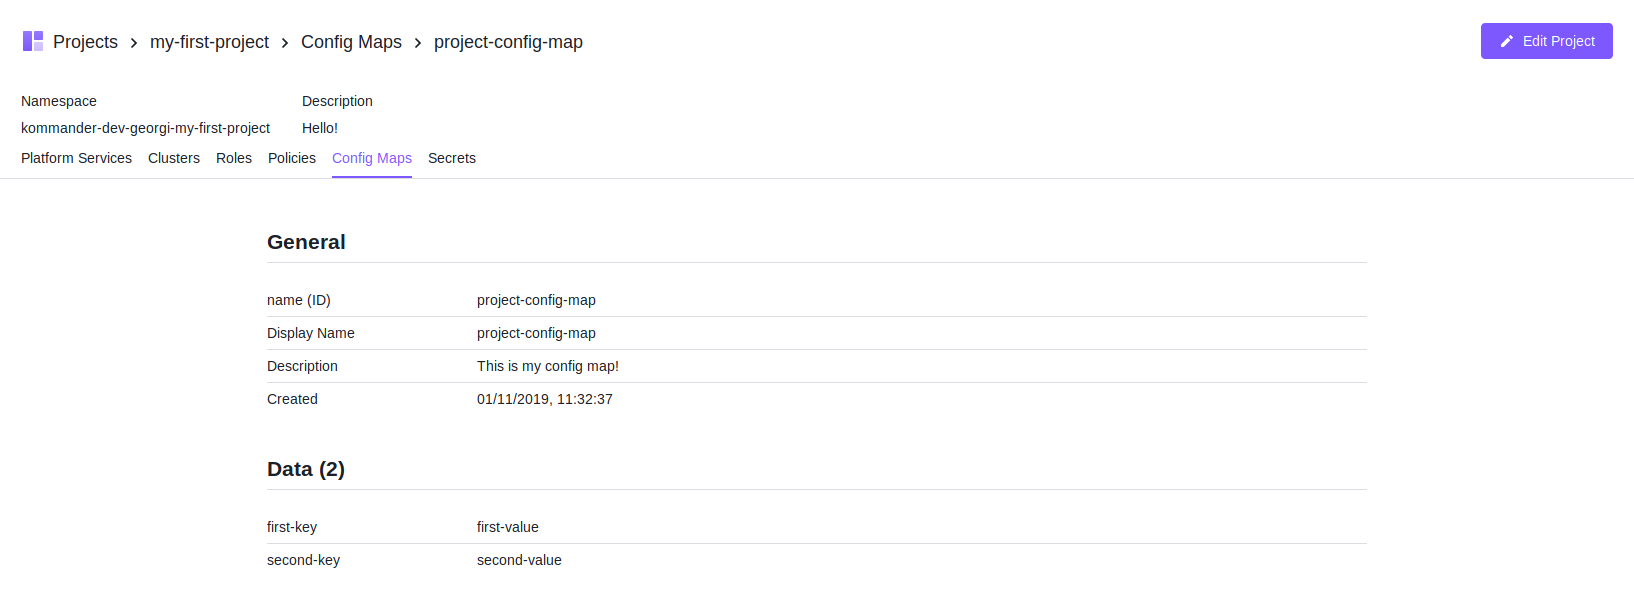 Projects > my-first-project > Config Maps > project-config-map
Edit Project
Namespace Description
kommander-dev-georgi-my-first-project Hello!
Platform Services Clusters Roles Policies Config Maps Secrets
General
name (ID) project-config-map
Display Name project-config-map
Description This is my config map!
Created 01/11/2019, 11:32:37
Data (2)
first-key first-value
second-key second-value